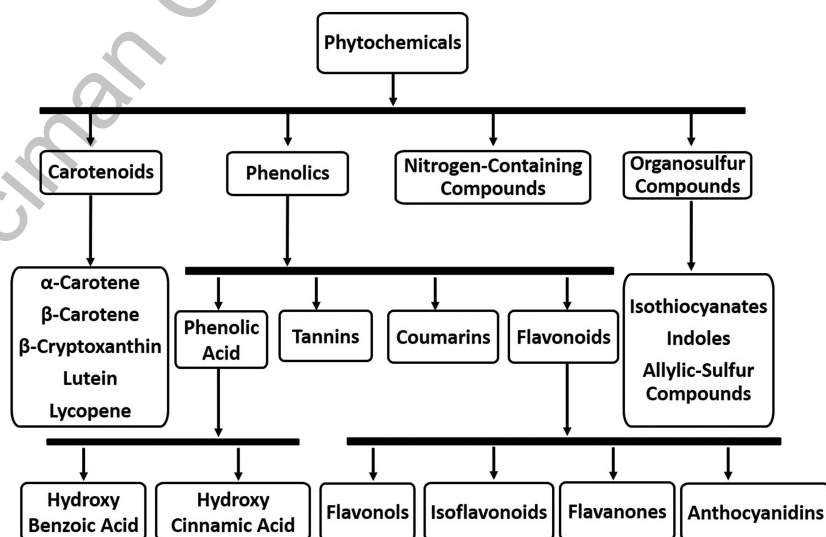 Phytochemicals
Carotenoids
Phenolics
Nitrogen-Containing
Compounds
Organosulfur
Compounds
α-Carotene
β-Carotene
β-Cryptoxanthin
Lutein
Lycopene
Phenolic
Acid
Tannins
Coumarins
Flavonoids
Isothiocyanates
Indoles
Allylic-Sulfur
Compounds
Hydroxy
Benzoic Acid
Hydroxy
Cinnamic Acid
Flavonols
Isoflavonoids
Flavanones
Anthocyanidins